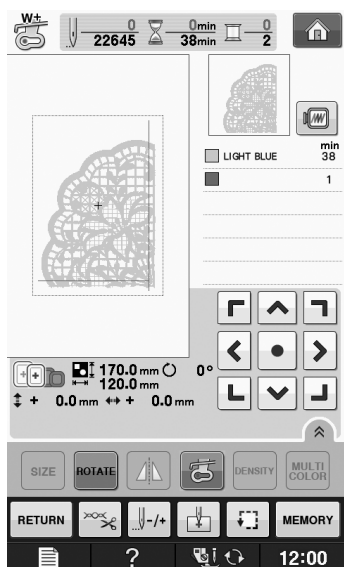 W+
0 0min 0
22645 38min 2
min
LIGHT BLUE 38
1
170.0 mm 0°
120.0 mm
+ 0.0 mm + 0.0 mm
SIZE ROTATE DENSITY MULTI COLOR
RETURN -/+ MEMORY
? 12:00